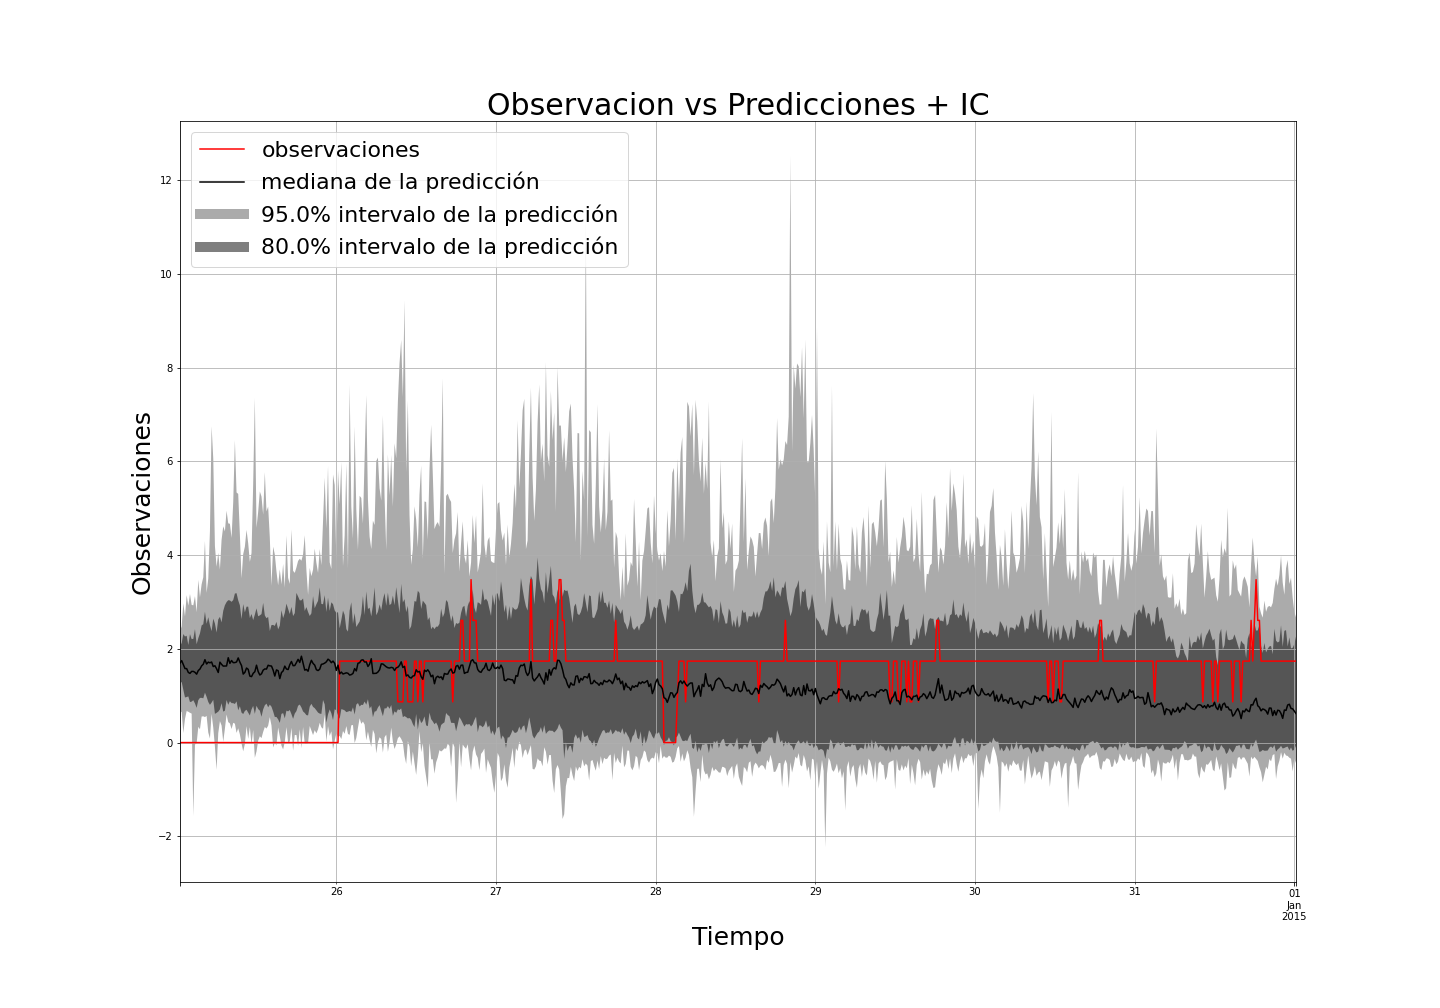 Observacion vs Predicciones + IC
observaciones
mediana de la predicción
95.0% intervalo de la predicción
80.0% intervalo de la predicción
Observaciones
12
10
8
6
4
2
0
−2
26
27
28
29
30
31
01
Jan
2015
Tiempo